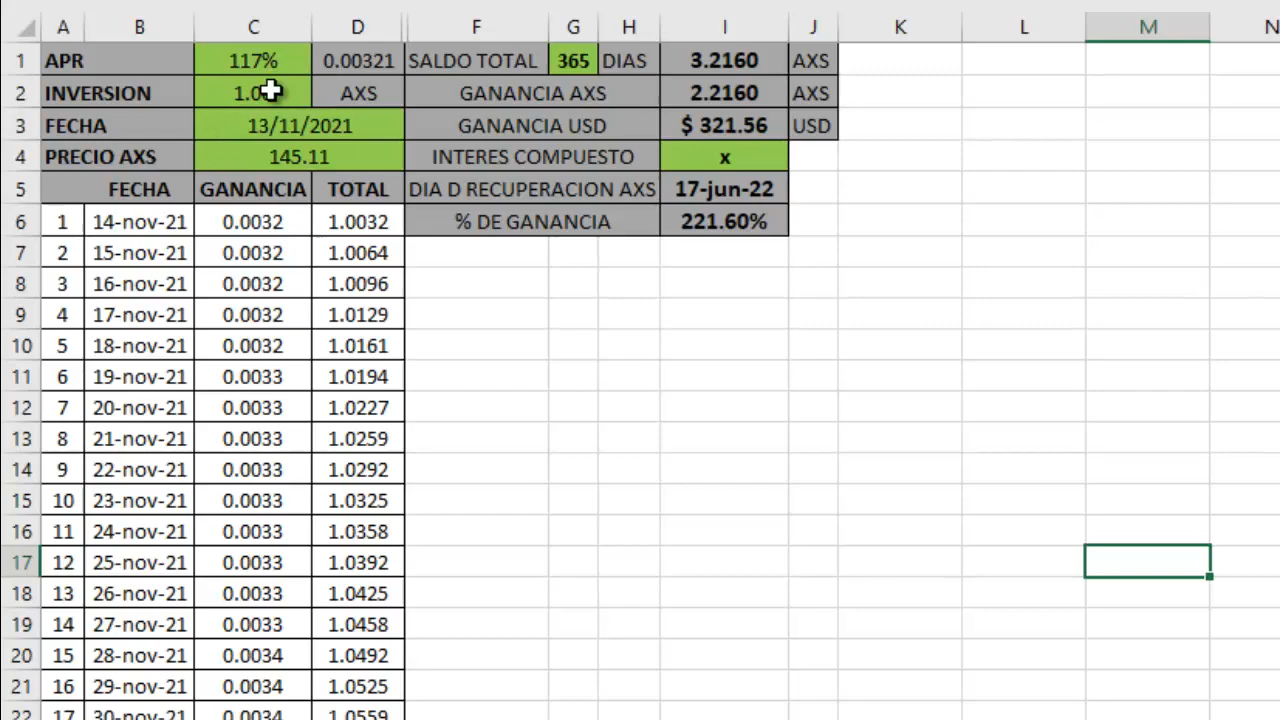 A B C D F G H I J K L M N
1 APR 117% 0.00321 SALDO TOTAL 365 DIAS 3.2160 AXS
2 INVERSION AXS GANANCIA AXS 2.2160 AXS
3 FECHA 13/11/2021 GANANCIA USD $ 321.56 USD
4 PRECIO AXS 145.11 INTERES COMPUESTO x
5 FECHA GANANCIA TOTAL DIA D RECUPERACION AXS 17-jun-22
6 1 14-nov-21 0.0032 1.0032 % DE GANANCIA 221.60%
7 2 15-nov-21 0.0032 1.0064
8 3 16-nov-21 0.0032 1.0096
9 4 17-nov-21 0.0032 1.0129
10 5 18-nov-21 0.0032 1.0161
11 6 19-nov-21 0.0033 1.0194
12 7 20-nov-21 0.0033 1.0227
13 8 21-nov-21 0.0033 1.0259
14 9 22-nov-21 0.0033 1.0292
15 10 23-nov-21 0.0033 1.0325
16 11 24-nov-21 0.0033 1.0358
17 12 25-nov-21 0.0033 1.0392
18 13 26-nov-21 0.0033 1.0425
19 14 27-nov-21 0.0033 1.0458
20 15 28-nov-21 0.0034 1.0492
21 16 29-nov-21 0.0034 1.0525
22 17 30-nov-21 0.0034 1.0559